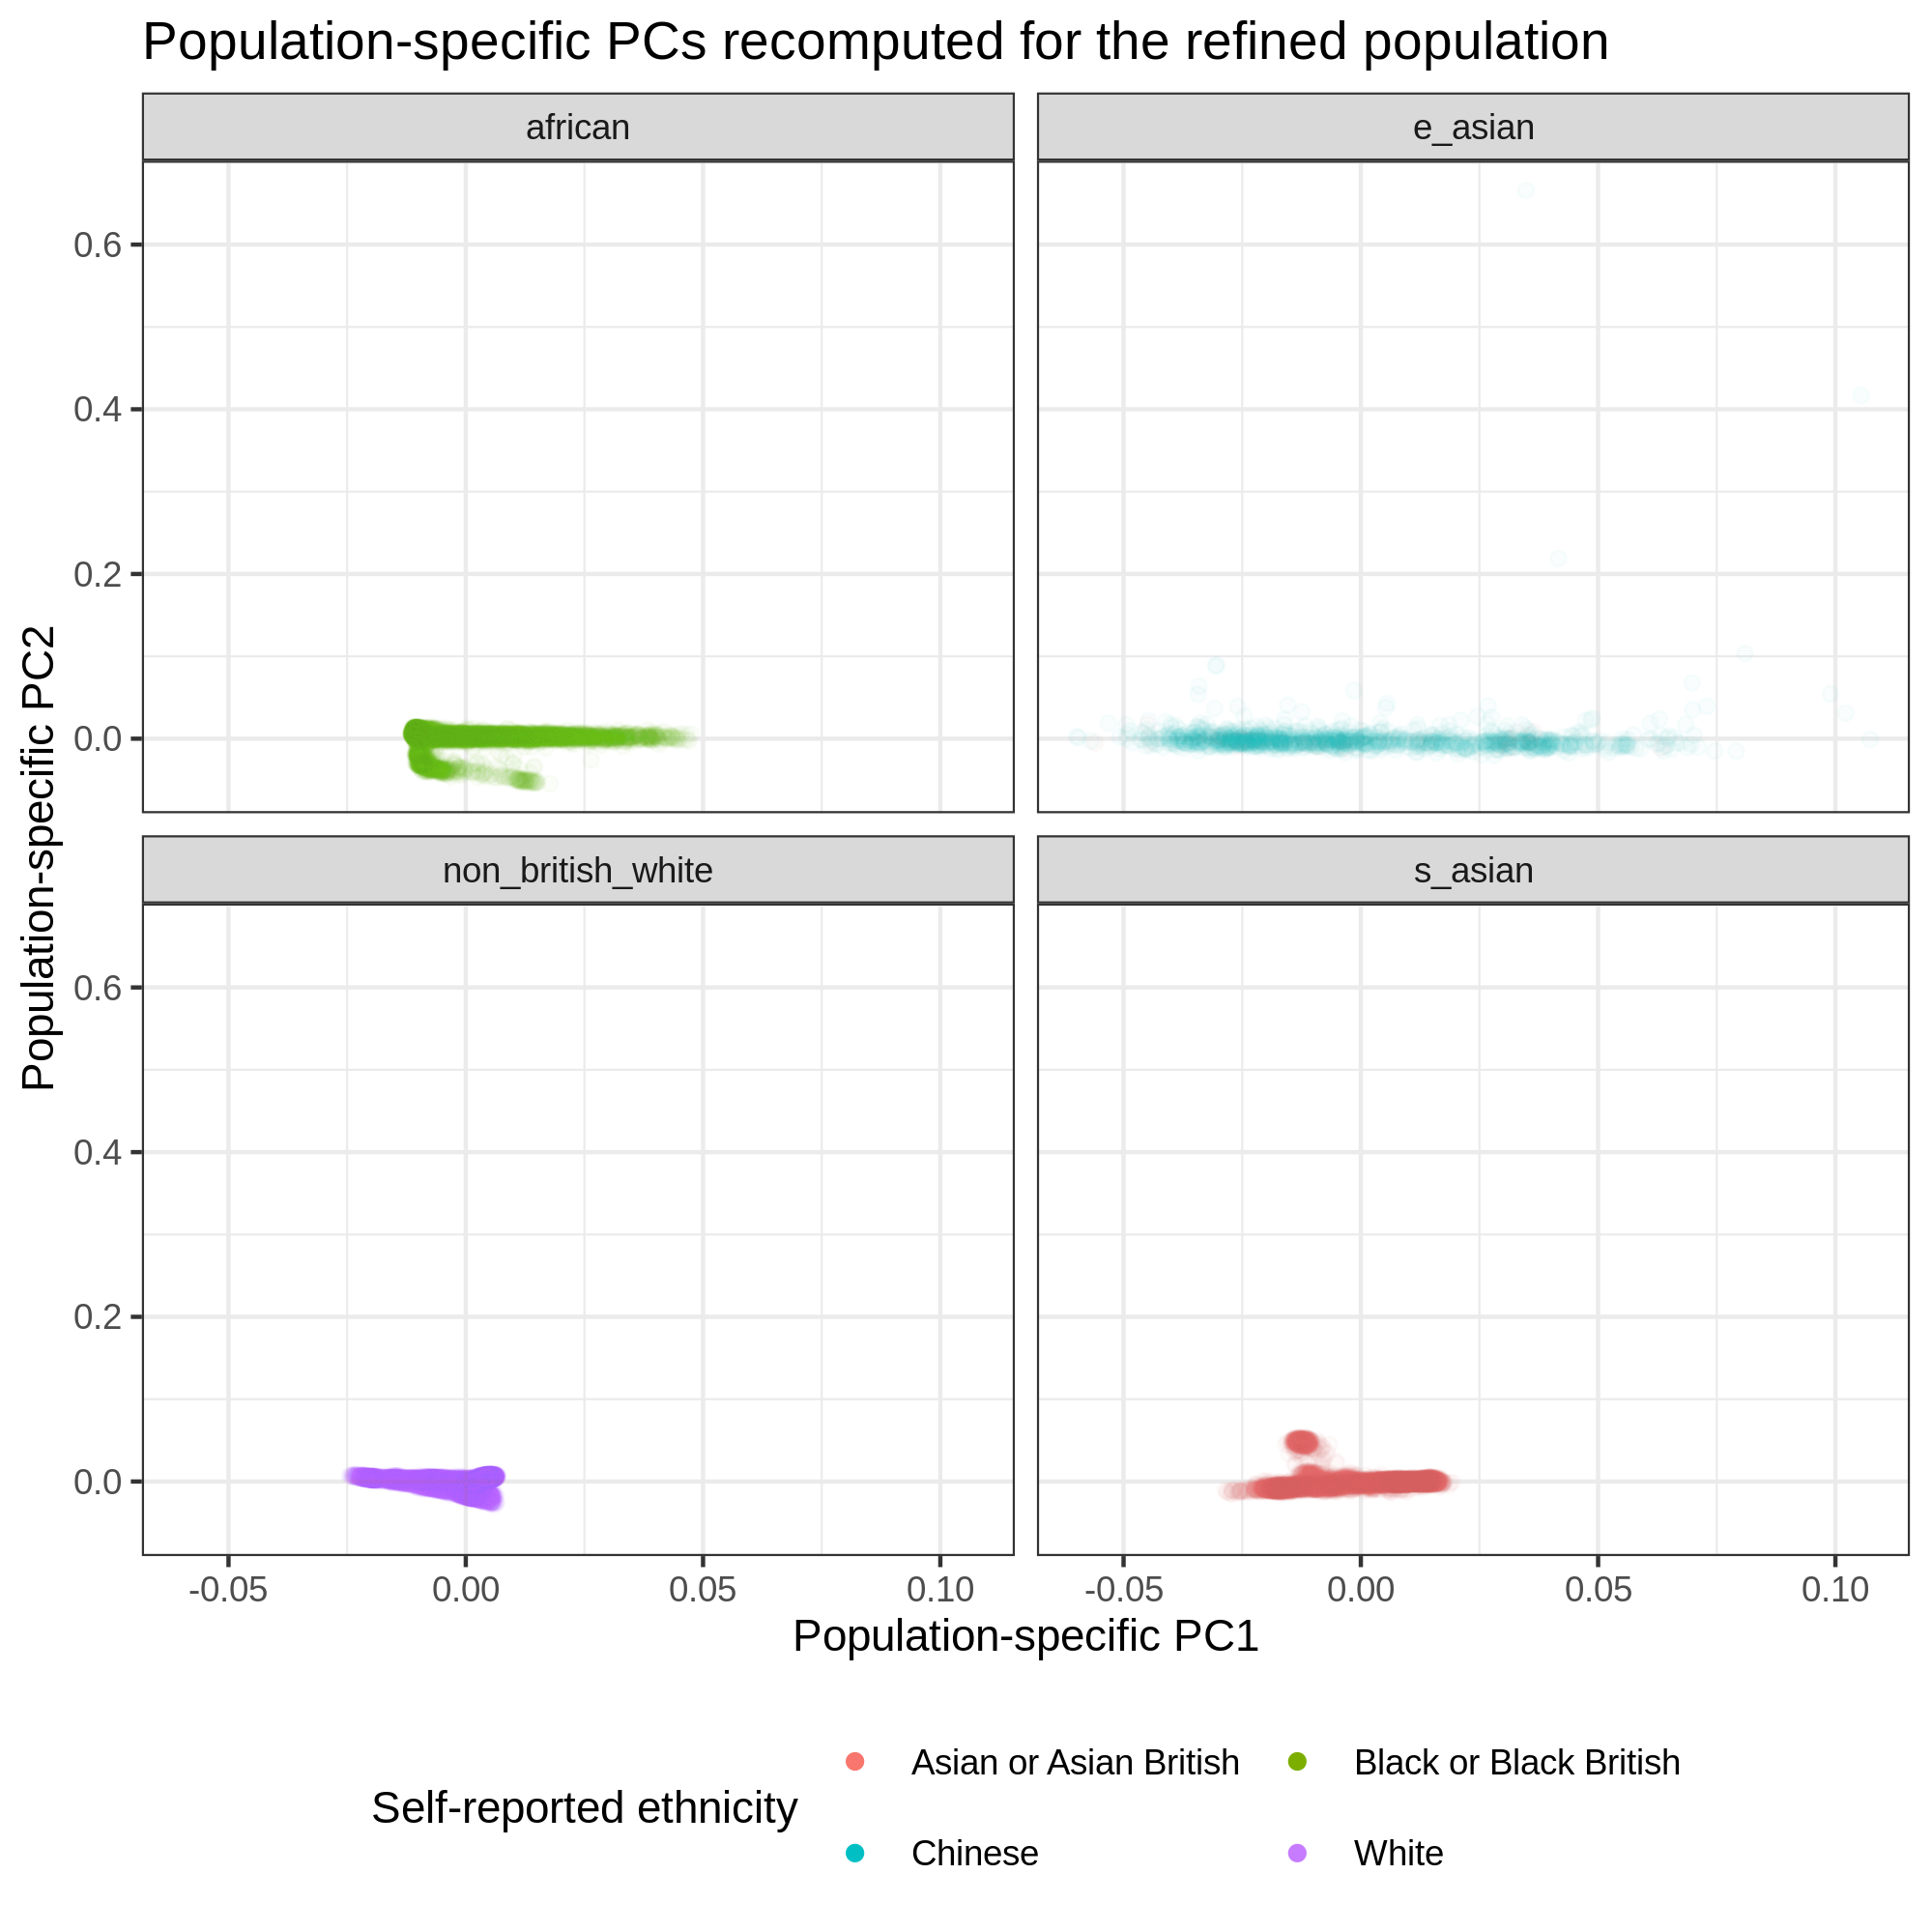 Population-specific PCs recomputed for the refined population
african
e_asian
0.6
0.4
0.2
0.0
non_british_white
s_asian
0.6
0.4
0.2
0.0
Population-specific PC2
-0.05 0.00 0.05 0.10
-0.05 0.00 0.05 0.10
Population-specific PC1
Self-reported ethnicity
Asian or Asian British
Black or Black British
Chinese
White